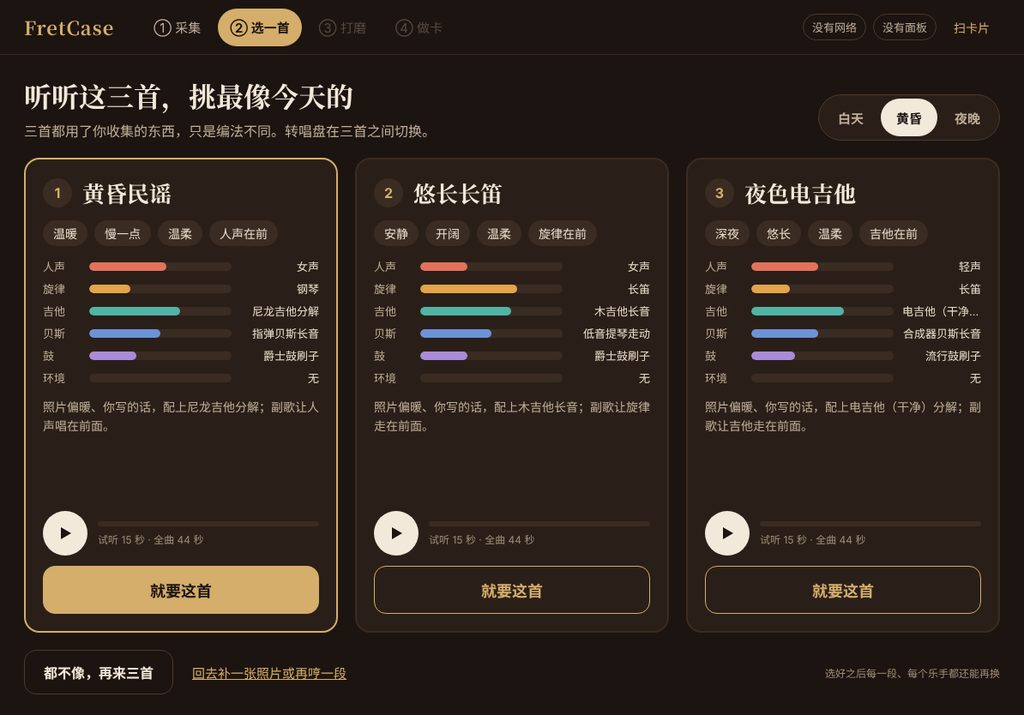 FretCase
① 采集
② 选一首
③ 打磨
④ 做卡
没有网络
没有面板
扫卡片
听听这三首，挑最像今天的
三首都用了你收集的东西，只是编法不同。转唱盘在三首之间切换。
白天
黄昏
夜晚
1 黄昏民谣
温暖 慢一点 温柔 人声在前
人声 女声
旋律 钢琴
吉他 尼龙吉他分解
贝斯 指弹贝斯长音
鼓 爵士鼓刷子
环境 无
照片偏暖、你写的话，配上尼龙吉他分解；副歌让人
声唱在前面。
试听 15 秒 · 全曲 44 秒
就要这首
2 悠长长笛
安静 开阔 温柔 旋律在前
人声 女声
旋律 长笛
吉他 木吉他长音
贝斯 低音提琴走动
鼓 爵士鼓刷子
环境 无
照片偏暖、你写的话，配上木吉他长音；副歌让旋律
走在前面。
试听 15 秒 · 全曲 44 秒
就要这首
3 夜色电吉他
深夜 悠长 温柔 吉他在前
人声 轻声
旋律 长笛
吉他 电吉他（干净…
贝斯 合成器贝斯长音
鼓 流行鼓刷子
环境 无
照片偏暖、你写的话，配上电吉他（干净）分解；副
歌让吉他走在前面。
试听 15 秒 · 全曲 44 秒
就要这首
都不像，再来三首
回去补一张照片或再哼一段
选好之后每一段、每个乐手都还能再换